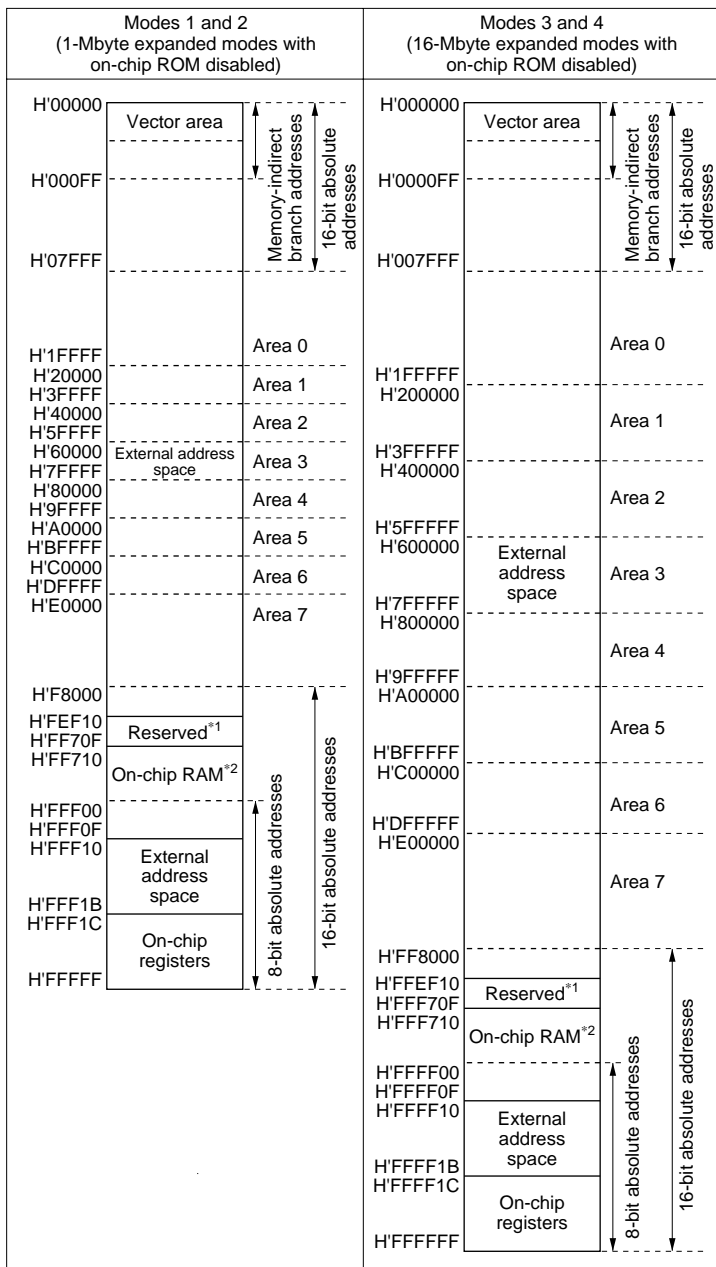 Modes 1 and 2
(1-Mbyte expanded modes with
on-chip ROM disabled)
H'00000
Vector area
H'000FF
H'07FFF
Memory-indirect
branch addresses
16-bit absolute
addresses
H'1FFFF
Area 0
H'20000
H'3FFFF
Area 1
H'40000
H'5FFFF
Area 2
H'60000
H'7FFFF
External address
space
Area 3
H'80000
H'9FFFF
Area 4
H'A0000
H'BFFFF
Area 5
H'C0000
H'DFFFF
Area 6
H'E0000
Area 7
H'F8000
H'FEF10
H'FF70F
Reserved*1
H'FF710
On-chip RAM*2
H'FFF00
H'FFF0F
H'FFF10
External
address
space
H'FFF1B
H'FFF1C
On-chip
registers
H'FFFFF
8-bit absolute addresses
16-bit absolute addresses
Modes 3 and 4
(16-Mbyte expanded modes with
on-chip ROM disabled)
H'000000
Vector area
H'0000FF
H'007FFF
Memory-indirect
branch addresses
16-bit absolute
addresses
Area 0
H'1FFFFF
H'200000
Area 1
H'3FFFFF
H'400000
Area 2
H'5FFFFF
H'600000
External
address
space
Area 3
H'7FFFFF
H'800000
Area 4
H'9FFFFF
H'A00000
Area 5
H'BFFFFF
H'C00000
Area 6
H'DFFFFF
H'E00000
Area 7
H'FF8000
H'FFEF10
H'FFF70F
Reserved*1
H'FFF710
On-chip RAM*2
H'FFFF00
H'FFFF0F
H'FFFF10
External
address
space
H'FFFF1B
H'FFFF1C
On-chip
registers
H'FFFFFF
8-bit absolute addresses
16-bit absolute addresses